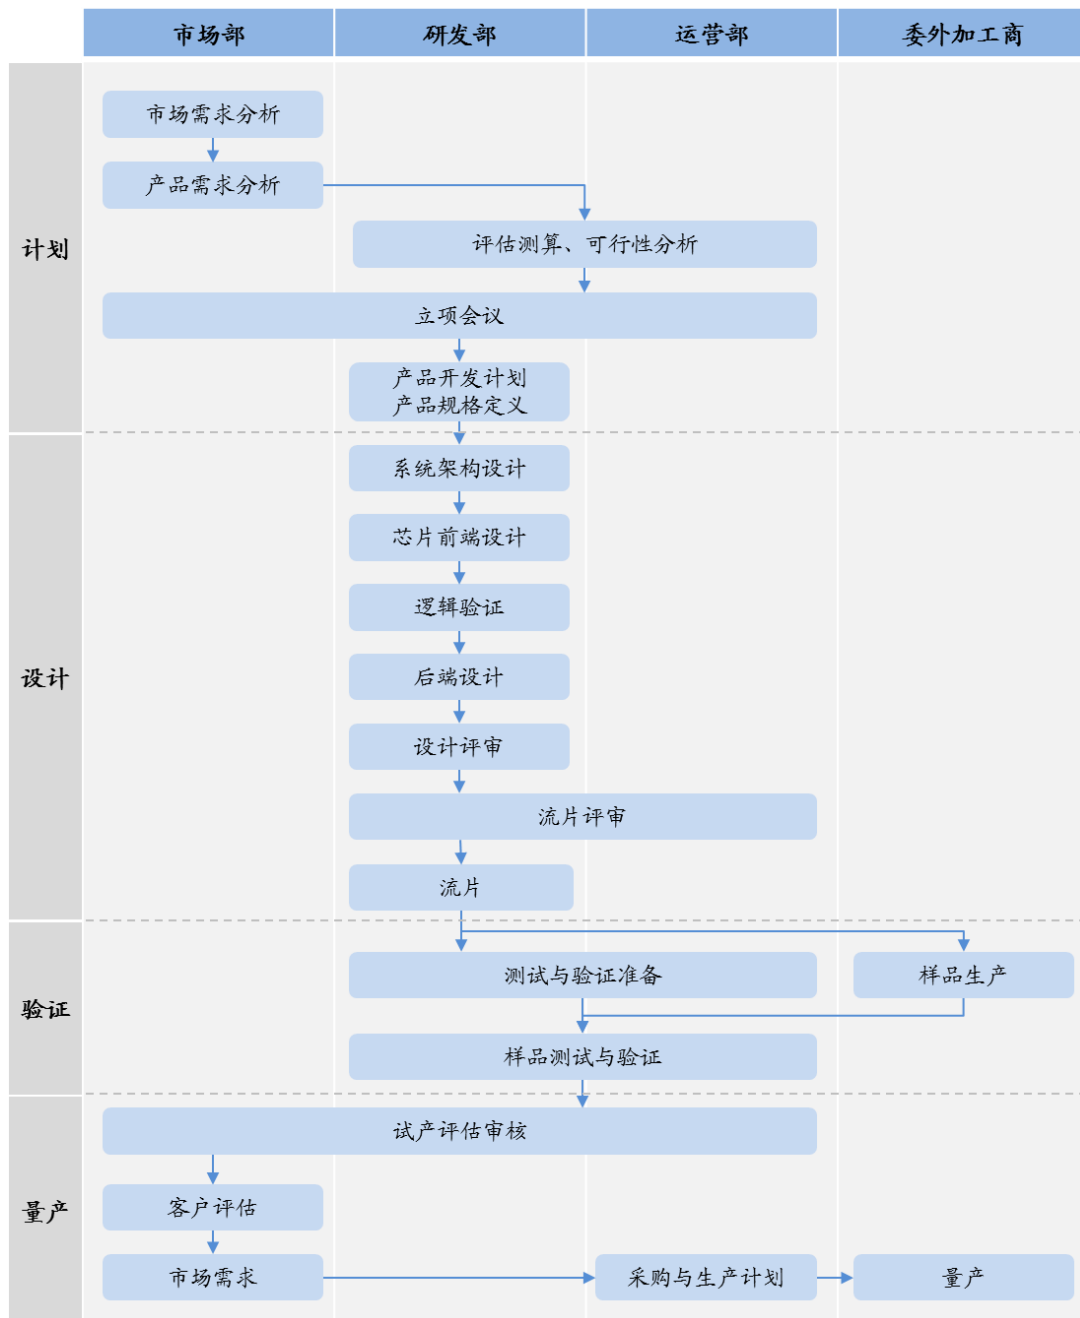 市场部
研发部
运营部
委外加工商
计划
市场需求分析
产品需求分析
评估测算、可行性分析
立项会议
产品开发计划
产品规格定义
设计
系统架构设计
芯片前端设计
逻辑验证
后端设计
设计评审
流片评审
流片
验证
测试与验证准备
样品生产
样品测试与验证
量产
试产评估审核
客户评估
市场需求
采购与生产计划
量产